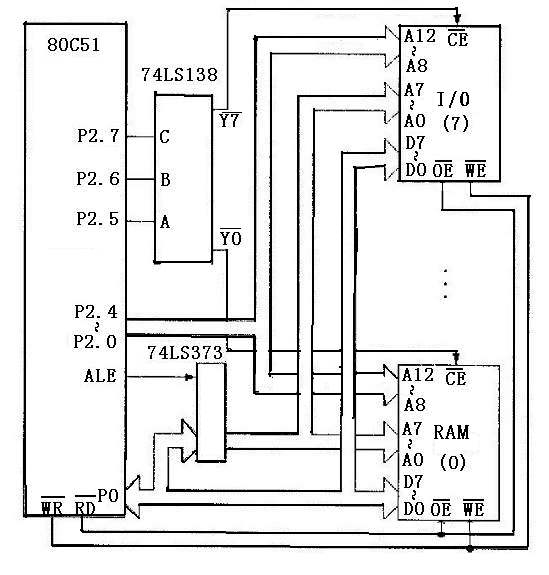 80C51
74LS138
P2.7
P2.6
P2.5
C
B
A
Y7
Y0
P2.4
~
P2.0
ALE
74LS373
P0
WR
RD
A12
~
A8
CE
A7
~
A0
I/O
(7)
D7
~
D0
OE
WE
⋮
A12
~
A8
CE
A7
~
A0
RAM
(0)
D7
~
D0
OE
WE